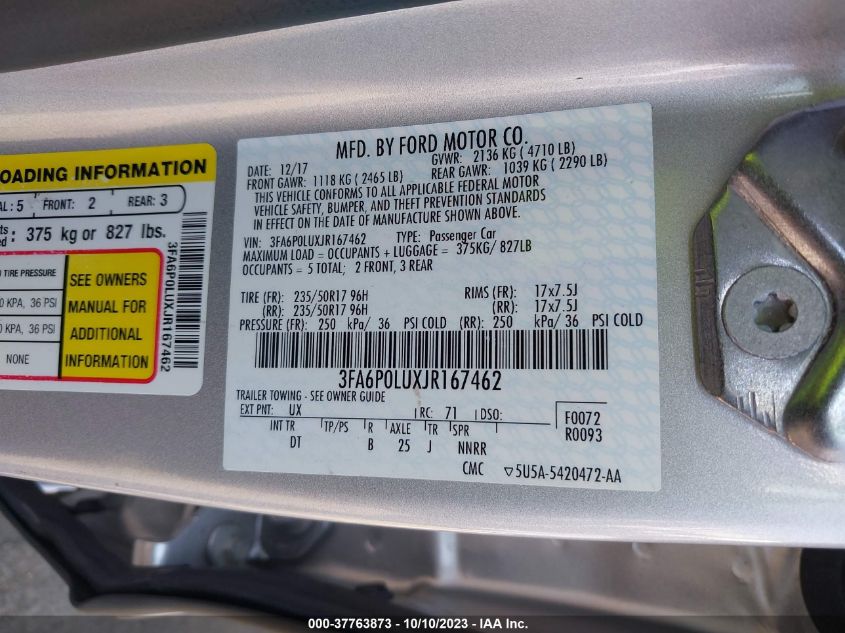 OADING INFORMATION
AL: 5 FRONT: 2 REAR: 3
: 375 kg or 827 lbs.
TIRE PRESSURE
0 KPA, 36 PSI
0 KPA, 36 PSI
NONE
SEE OWNERS
MANUAL FOR
ADDITIONAL
INFORMATION
3FA6P0LUXJR167462
MFD. BY FORD MOTOR CO.
DATE: 12/17 GVWR: 2136 KG ( 4710 LB)
FRONT GAWR: 1118 KG ( 2465 LB) REAR GAWR: 1039 KG ( 2290 LB)
THIS VEHICLE CONFORMS TO ALL APPLICABLE FEDERAL MOTOR
VEHICLE SAFETY, BUMPER, AND THEFT PREVENTION STANDARDS
IN EFFECT ON THE DATE OF MANUFACTURE SHOWN ABOVE.
VIN: 3FA6P0LUXJR167462 TYPE: Passenger Car
MAXIMUM LOAD = OCCUPANTS + LUGGAGE = 375KG/ 827LB
OCCUPANTS = 5 TOTAL; 2 FRONT, 3 REAR
TIRE (FR): 235/50R17 96H RIMS (FR): 17x7.5J
(RR): 235/50R17 96H (RR): 17x7.5J
PRESSURE (FR): 250 kPa/ 36 PSI COLD (RR): 250 kPa/ 36 PSI COLD
3FA6P0LUXJR167462
TRAILER TOWING - SEE OWNER GUIDE
EXT PNT: UX RC: 71 DSO: F0072
INT TR TP/PS R AXLE TR SPR R0093
DT B 25 J NNRR
CMC ▽5U5A-5420472-AA
000-37763873 - 10/10/2023 - IAA Inc.